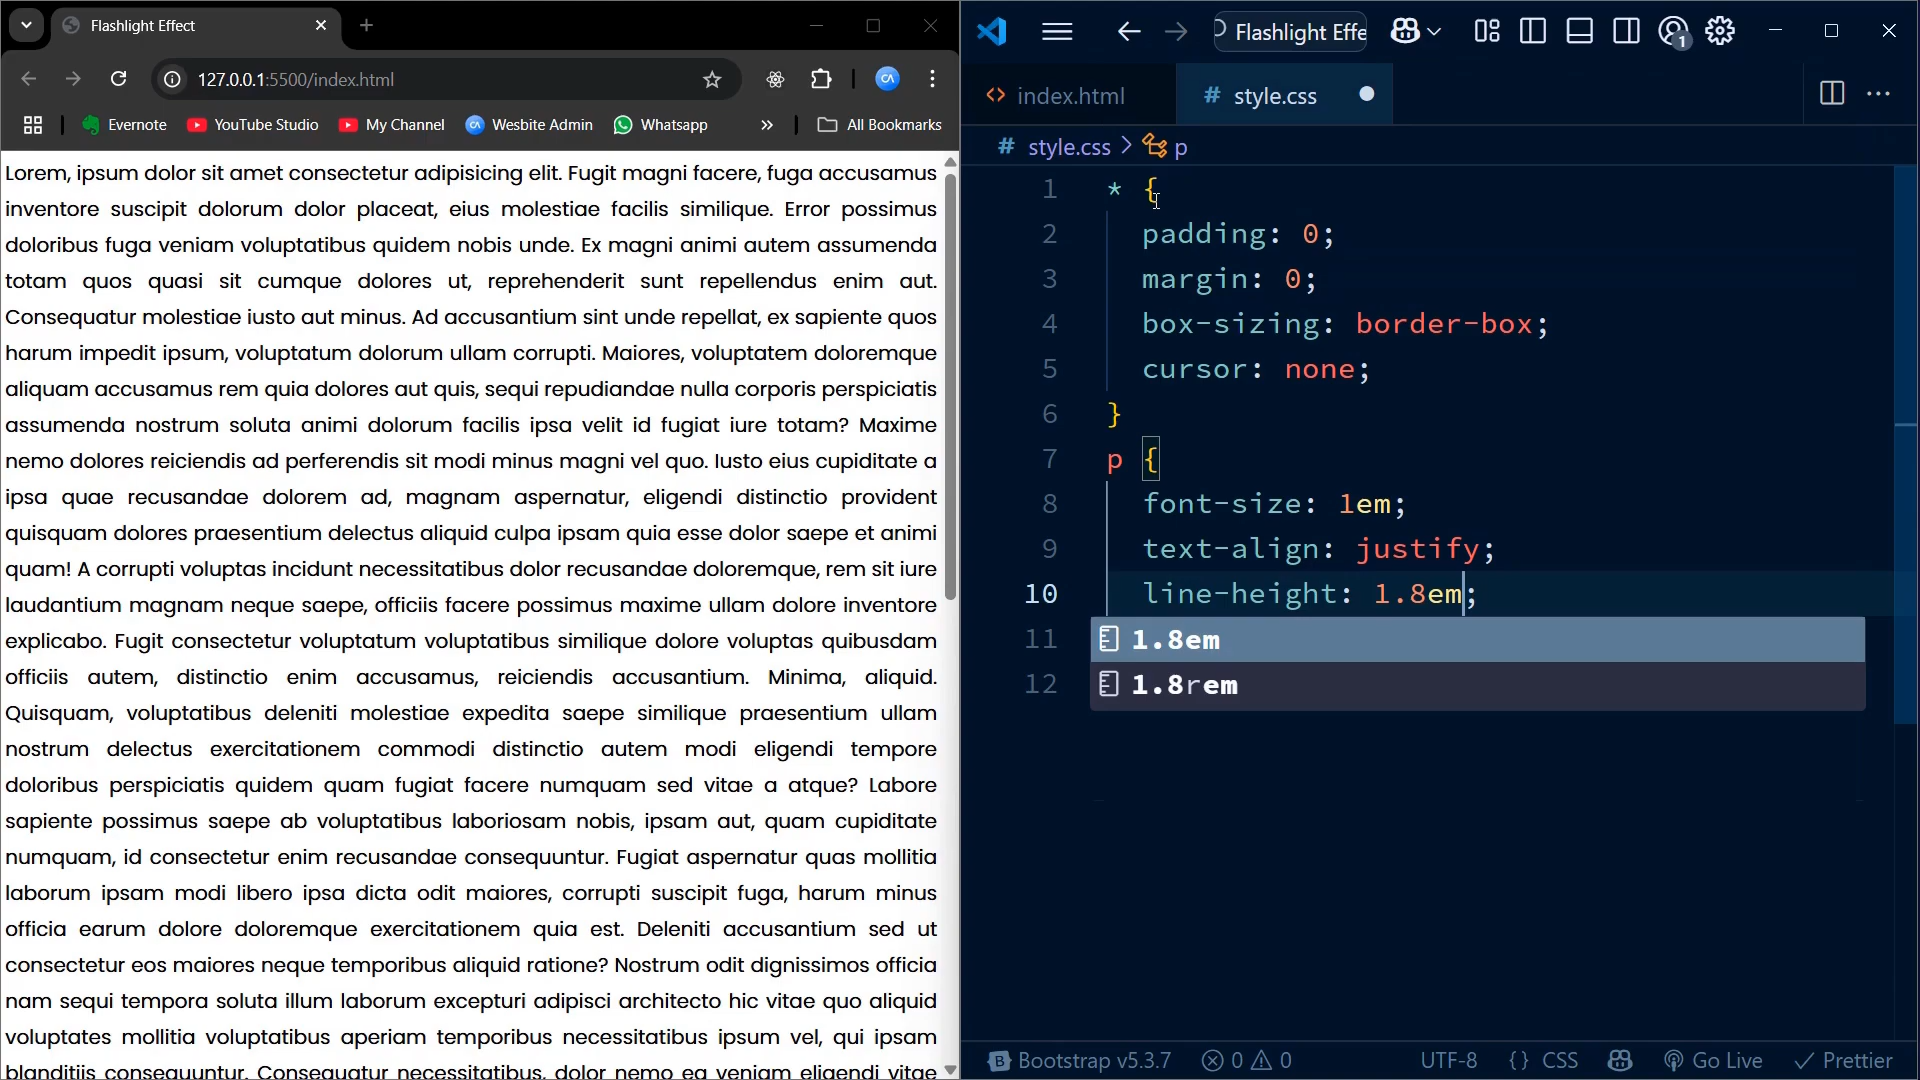 Flashlight Effect
127.0.0.1:5500/index.html
Evernote YouTube Studio My Channel Wesbite Admin Whatsapp » All Bookmarks
Lorem, ipsum dolor sit amet consectetur adipisicing elit. Fugit magni facere, fuga accusamus
inventore suscipit dolorum dolor placeat, eius molestiae facilis similique. Error possimus
doloribus fuga veniam voluptatibus quidem nobis unde. Ex magni animi autem assumenda
totam quos quasi sit cumque dolores ut, reprehenderit sunt repellendus enim aut.
Consequatur molestiae iusto aut minus. Ad accusantium sint unde repellat, ex sapiente quos
harum impedit ipsum, voluptatum dolorum ullam corrupti. Maiores, voluptatem doloremque
aliquam accusamus rem quia dolores aut quis, sequi repudiandae nulla corporis perspiciatis
assumenda nostrum soluta animi dolorum facilis ipsa velit id fugiat iure totam? Maxime
nemo dolores reiciendis ad perferendis sit modi minus magni vel quo. Iusto eius cupiditate a
ipsa quae recusandae dolorem ad, magnam aspernatur, eligendi distinctio provident
quisquam dolores praesentium delectus aliquid culpa ipsam quia esse dolor saepe et animi
quam! A corrupti voluptas incidunt necessitatibus dolor recusandae doloremque, rem sit iure
laudantium magnam neque saepe, officiis facere possimus maxime ullam dolore inventore
explicabo. Fugit consectetur voluptatum voluptatibus similique dolore voluptas quibusdam
officiis autem, distinctio enim accusamus, reiciendis accusantium. Minima, aliquid.
Quisquam, voluptatibus deleniti molestiae expedita saepe similique praesentium ullam
nostrum delectus exercitationem commodi distinctio autem modi eligendi tempore
doloribus perspiciatis quidem quam fugiat facere numquam sed vitae a atque? Labore
sapiente possimus saepe ab voluptatibus laboriosam nobis, ipsam aut, quam cupiditate
numquam, id consectetur enim recusandae consequuntur. Fugiat aspernatur quas mollitia
laborum ipsam modi libero ipsa dicta odit maiores, corrupti suscipit fuga, harum minus
officia earum dolore doloremque exercitationem quia est. Deleniti accusantium sed ut
consectetur eos maiores neque temporibus aliquid ratione? Nostrum odit dignissimos officia
nam sequi tempora soluta illum laborum excepturi adipisci architecto hic vitae quo aliquid
voluptates mollitia voluptatibus aperiam temporibus necessitatibus ipsum vel, qui ipsam
blanditiis consequuntur. Consequatur necessitatibus, dolor nemo ea veniam eligendi vitae
Flashlight Effe
1
index.html # style.css
# style.css > p
1 * {
2 padding: 0;
3 margin: 0;
4 box-sizing: border-box;
5 cursor: none;
6 }
7 p {
8 font-size: 1em;
9 text-align: justify;
10 line-height: 1.8em;
11 1.8em
12 1.8rem
B Bootstrap v5.3.7 0 0 UTF-8 {} CSS Go Live Prettier